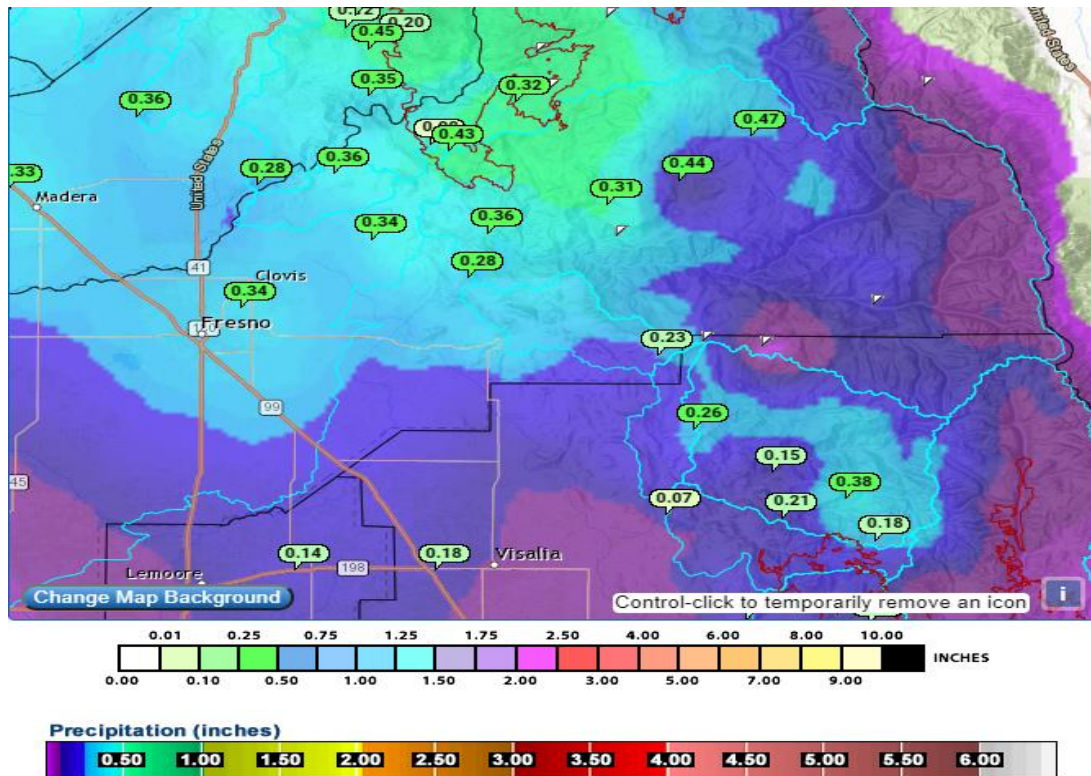 0.20
0.45
0.35
0.32
0.36
0.47
0.43
0.36
0.44
0.28
.33
United States
United States
0.31
Madera
0.36
0.34
0.28
41
Clovis
0.34
Fresno
0.23
99
0.26
0.15
45
0.38
0.07
0.21
0.18
0.14
0.18
Visalia
198
Lemoore
Change Map Background
Control-click to temporarily remove an icon
i
0.01 0.25 0.75 1.25 1.75 2.50 4.00 6.00 8.00 10.00
INCHES
0.00 0.10 0.50 1.00 1.50 2.00 3.00 5.00 7.00 9.00
Precipitation (inches)
0.50 1.00 1.50 2.00 2.50 3.00 3.50 4.00 4.50 5.00 5.50 6.00